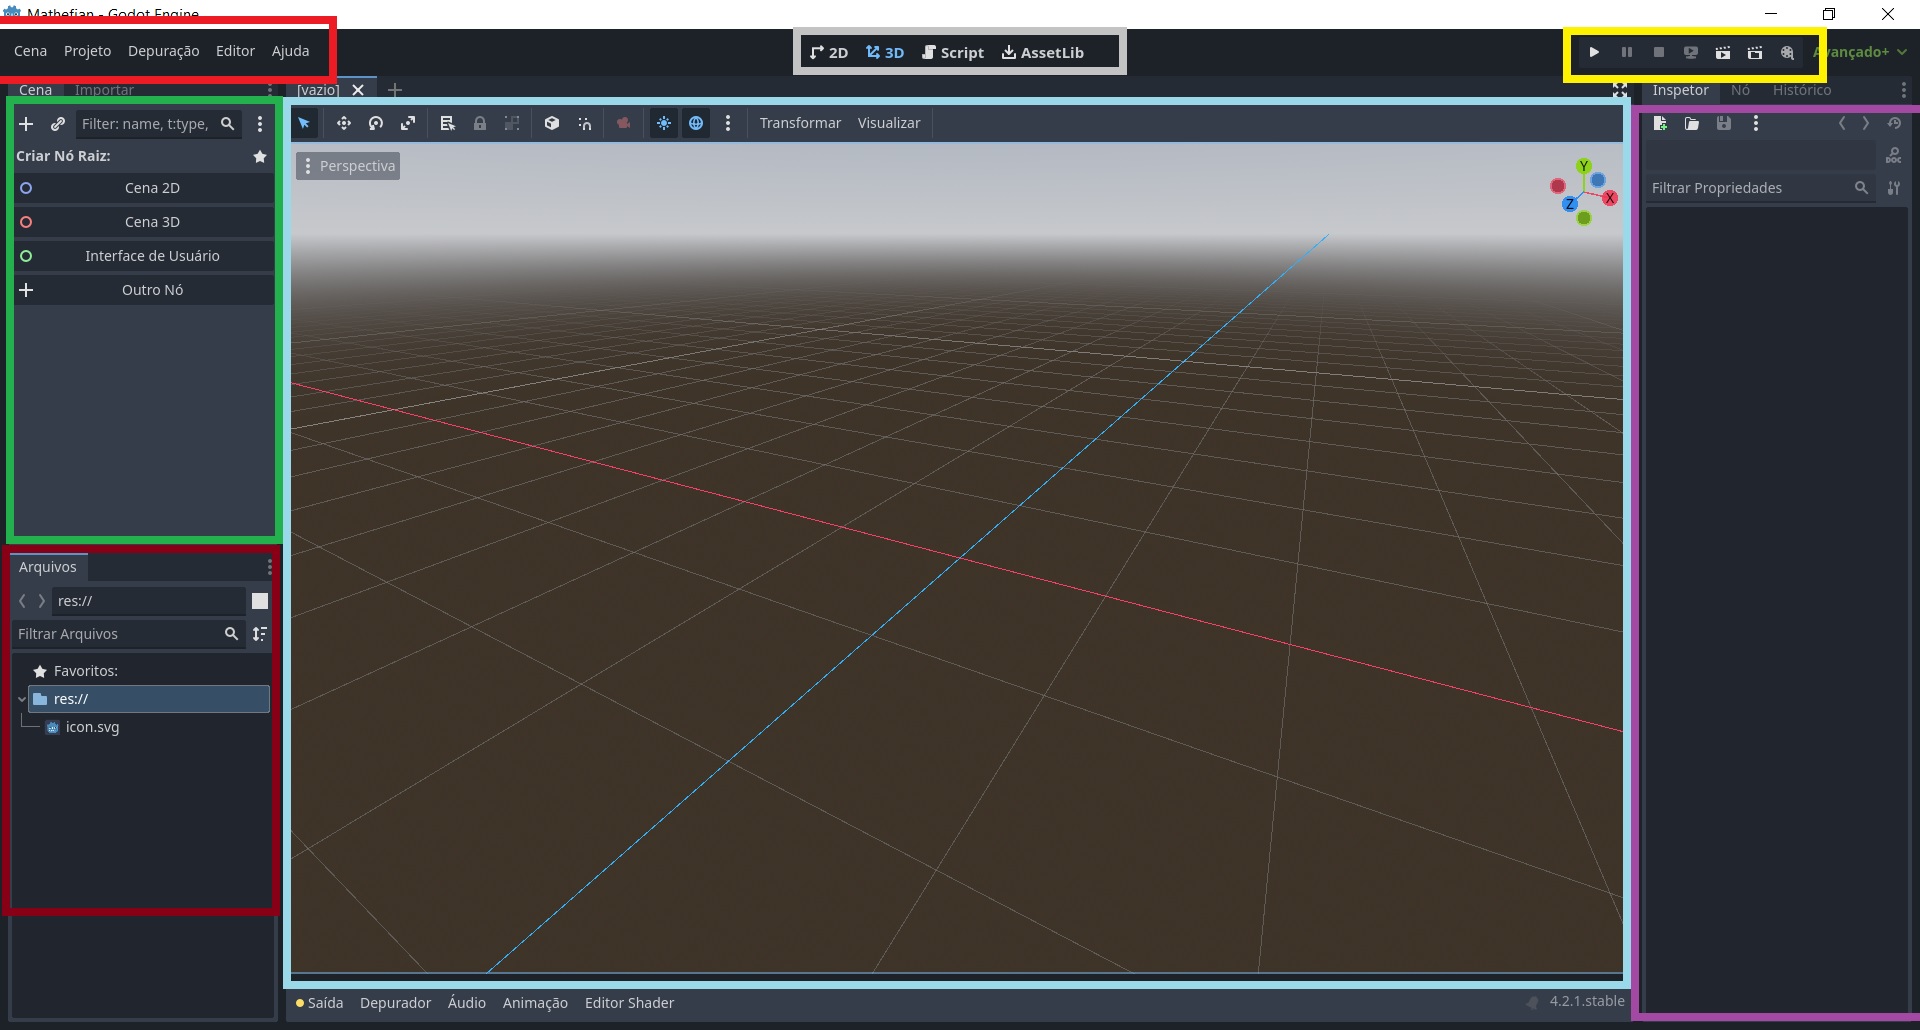 Mathefian - Godot Engine
Cena Projeto Depuração Editor Ajuda
2D 3D Script AssetLib
Avançado+
Cena Importar
[vazio]
Inspetor Nó Histórico
Filter: name, t:type,
Transformar Visualizar
Criar Nó Raiz:
Perspectiva
Y
X
Z
DOC
Cena 2D
Filtrar Propriedades
Cena 3D
Interface de Usuário
Outro Nó
Arquivos
res://
Filtrar Arquivos
Favoritos:
res://
icon.svg
Saída Depurador Áudio Animação Editor Shader
4.2.1.stable